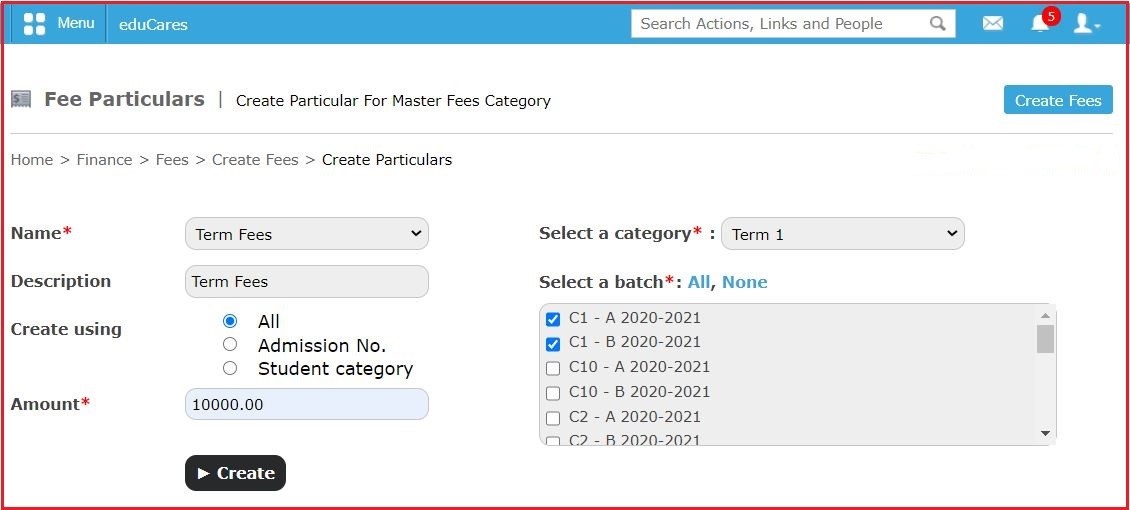 Menu eduCares Search Actions, Links and People 5
Fee Particulars | Create Particular For Master Fees Category Create Fees
Home > Finance > Fees > Create Fees > Create Particulars
Name* Term Fees Select a category* : Term 1
Description Term Fees Select a batch*: All, None
Create using All
Admission No.
Student category
C1 - A 2020-2021
C1 - B 2020-2021
C10 - A 2020-2021
C10 - B 2020-2021
C2 - A 2020-2021
C2 - B 2020-2021
Amount* 10000.00
Create